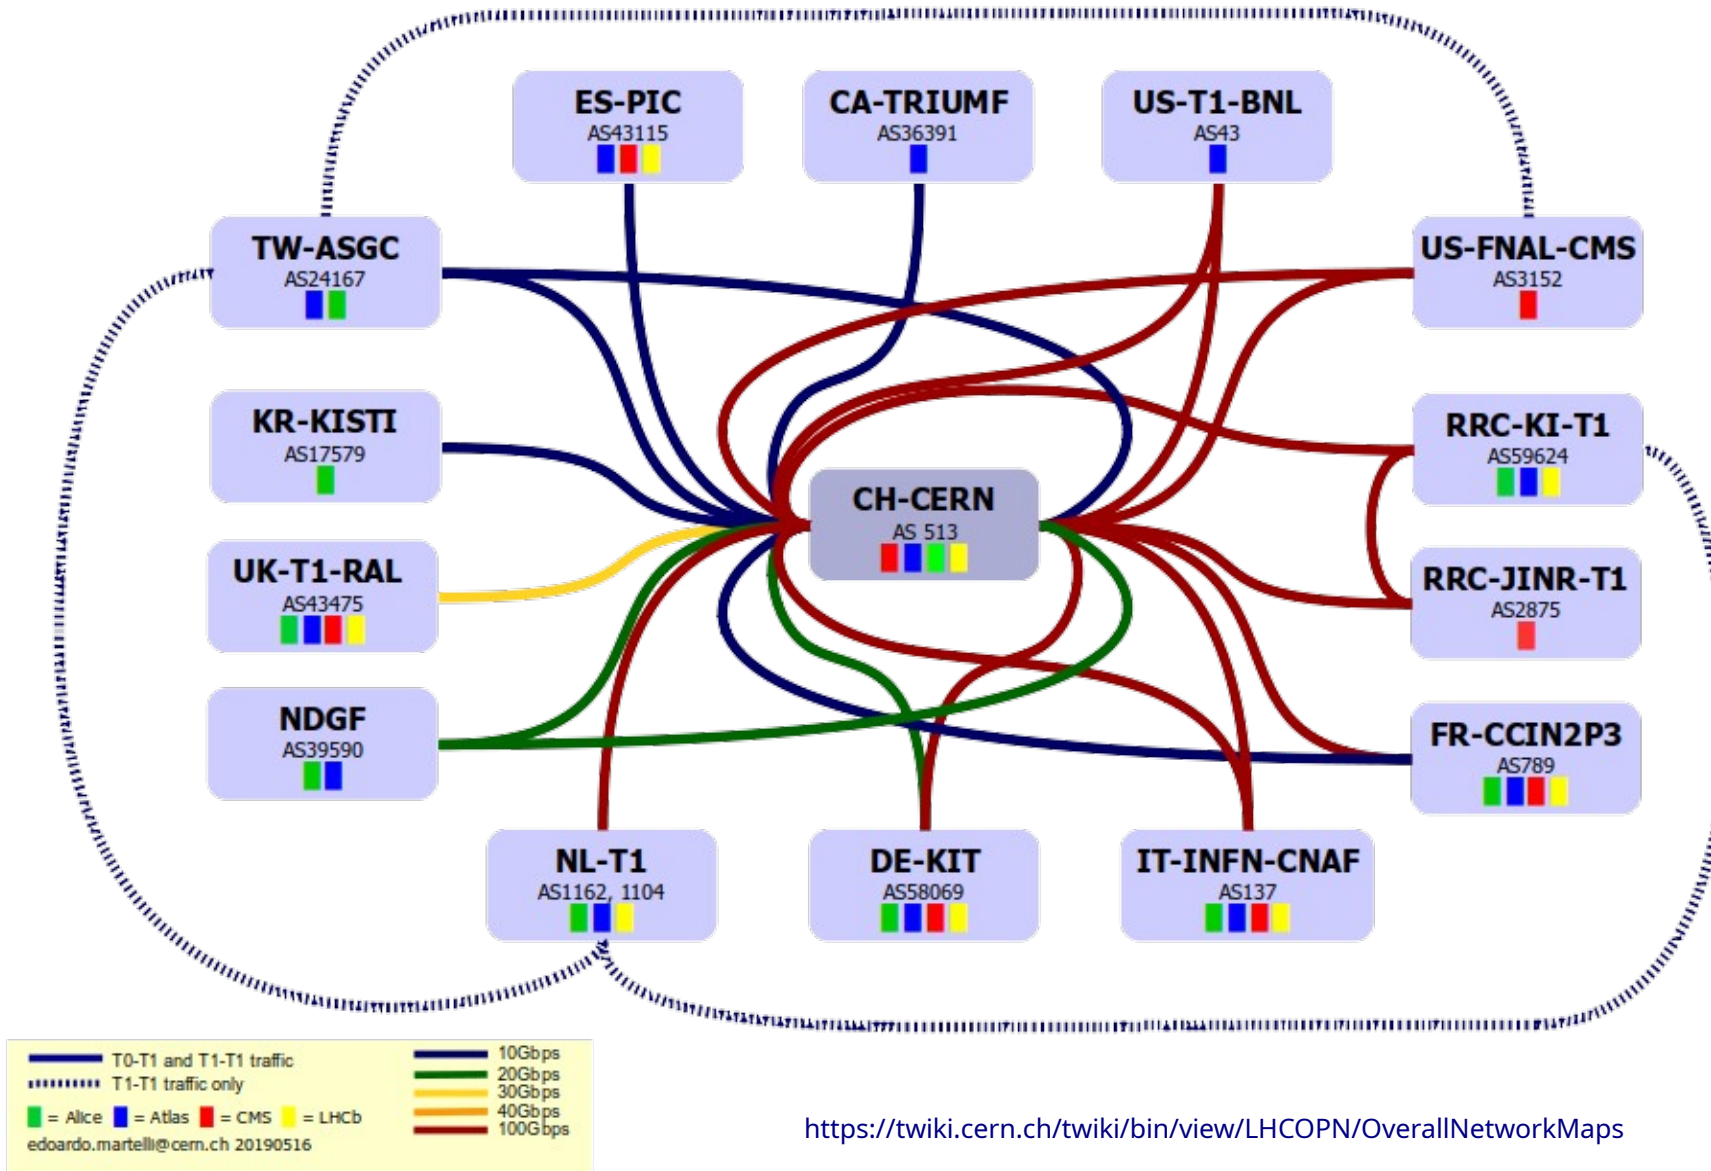 ES-PIC
AS43115
CA-TRIUMF
AS36391
US-T1-BNL
AS43
TW-ASGC
AS24167
US-FNAL-CMS
AS3152
KR-KISTI
AS17579
RRC-KI-T1
AS59624
CH-CERN
AS 513
UK-T1-RAL
AS43475
RRC-JINR-T1
AS2875
NDGF
AS39590
FR-CCIN2P3
AS789
NL-T1
AS1162, 1104
DE-KIT
AS58069
IT-INFN-CNAF
AS137
T0-T1 and T1-T1 traffic
T1-T1 traffic only
= Alice = Atlas = CMS = LHCb
edoardo.martelli@cern.ch 20190516
10Gbps
20Gbps
30Gbps
40Gbps
100Gbps
https://twiki.cern.ch/twiki/bin/view/LHCOPN/OverallNetworkMaps